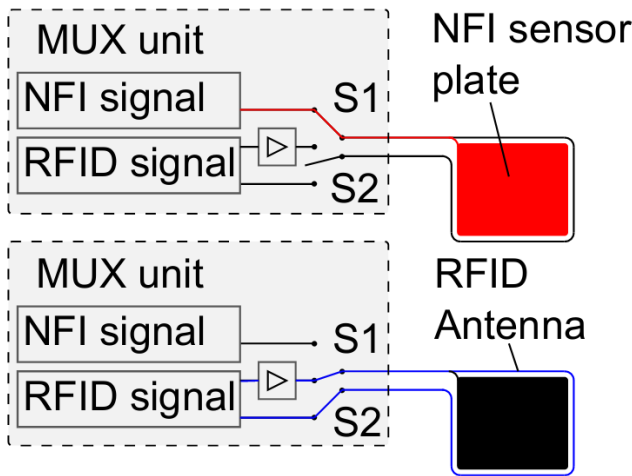 MUX unit
NFI signal
RFID signal
S1
S2
NFI sensor
plate
MUX unit
NFI signal
RFID signal
S1
S2
RFID
Antenna